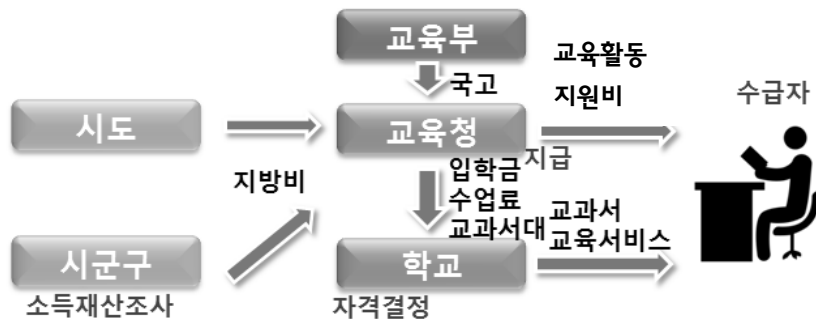 교육부
국고
교육활동
지원비
수급자
시도
교육청
지급
지방비
입학금
수업료
교과서대
교과서
교육서비스
시군구
소득재산조사
학교
자격결정